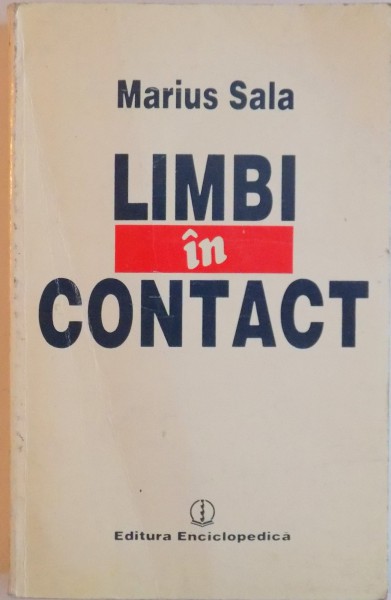 Marius Sala
LIMBI
în
CONTACT
Editura Enciclopedică